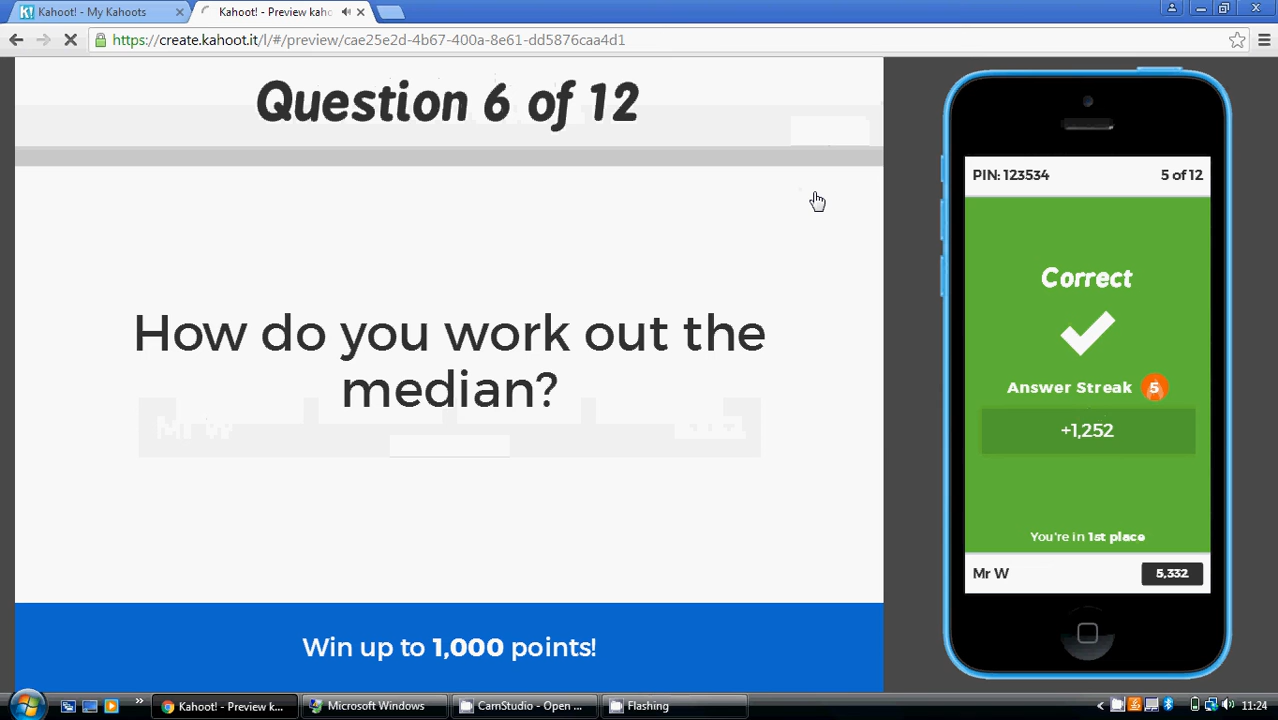 Kahoot! - My Kahoots
Kahoot! - Preview kaho
https://create.kahoot.it/l/#/preview/cae25e2d-4b67-400a-8e61-dd5876caa4d1
Question 6 of 12
How do you work out the
median?
Mr W
Win up to 1,000 points!
PIN: 123534 5 of 12
Correct
Answer Streak 5
+1,252
You're in 1st place
Mr W 5,332
Kahoot! - Preview k...
Microsoft Windows
CamStudio - Open ...
Flashing
11:24